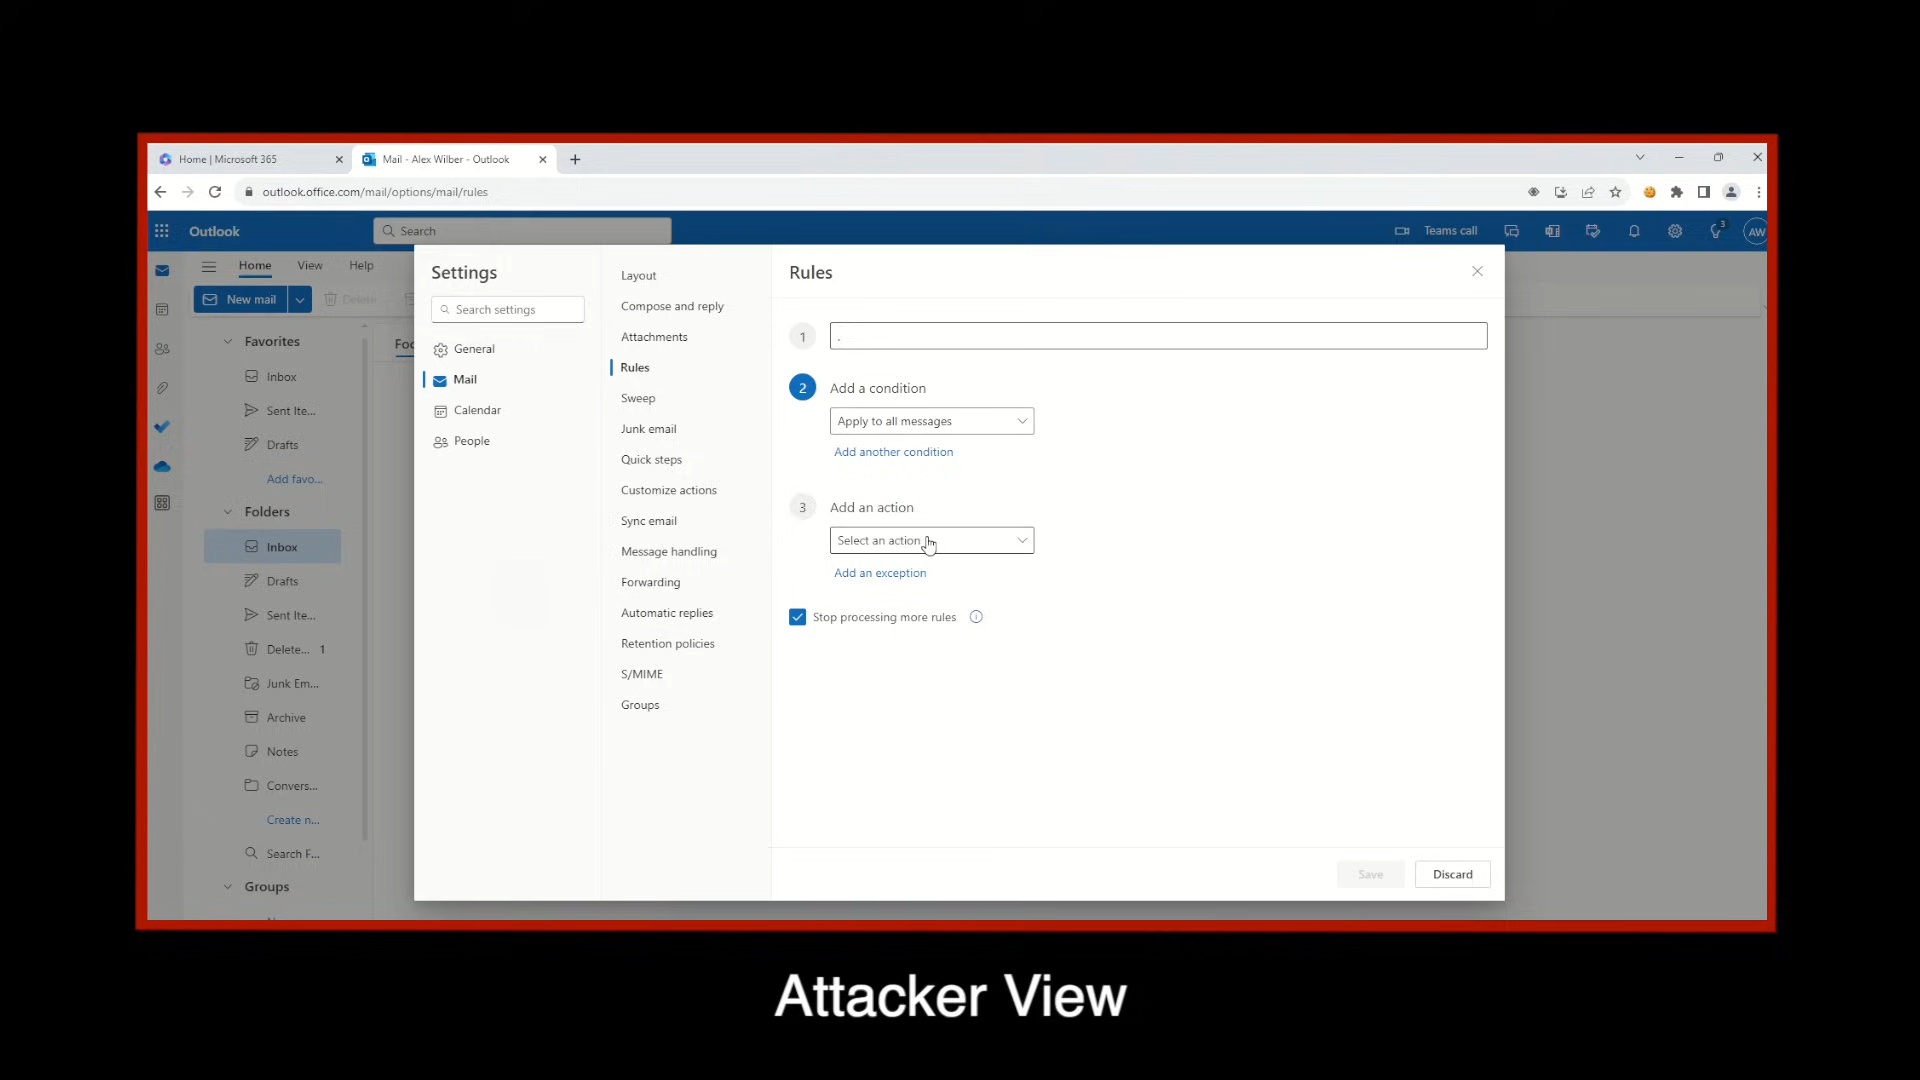 Home | Microsoft 365
Mail - Alex Wilber - Outlook
outlook.office.com/mail/options/mail/rules
Outlook
Search
Teams call
3
AW
Home
View
Help
New mail
Delete
Favorites
Inbox
Sent Ite...
Drafts
Add favo...
Folders
Inbox
Drafts
Sent Ite...
Delete... 1
Junk Em...
Archive
Notes
Convers...
Create n...
Search F...
Groups
Foc
Settings
Search settings
General
Mail
Calendar
People
Layout
Compose and reply
Attachments
Rules
Sweep
Junk email
Quick steps
Customize actions
Sync email
Message handling
Forwarding
Automatic replies
Retention policies
S/MIME
Groups
Rules
1
.
2 Add a condition
Apply to all messages
Add another condition
3 Add an action
Select an action
Add an exception
Stop processing more rules
Save
Discard
Attacker View